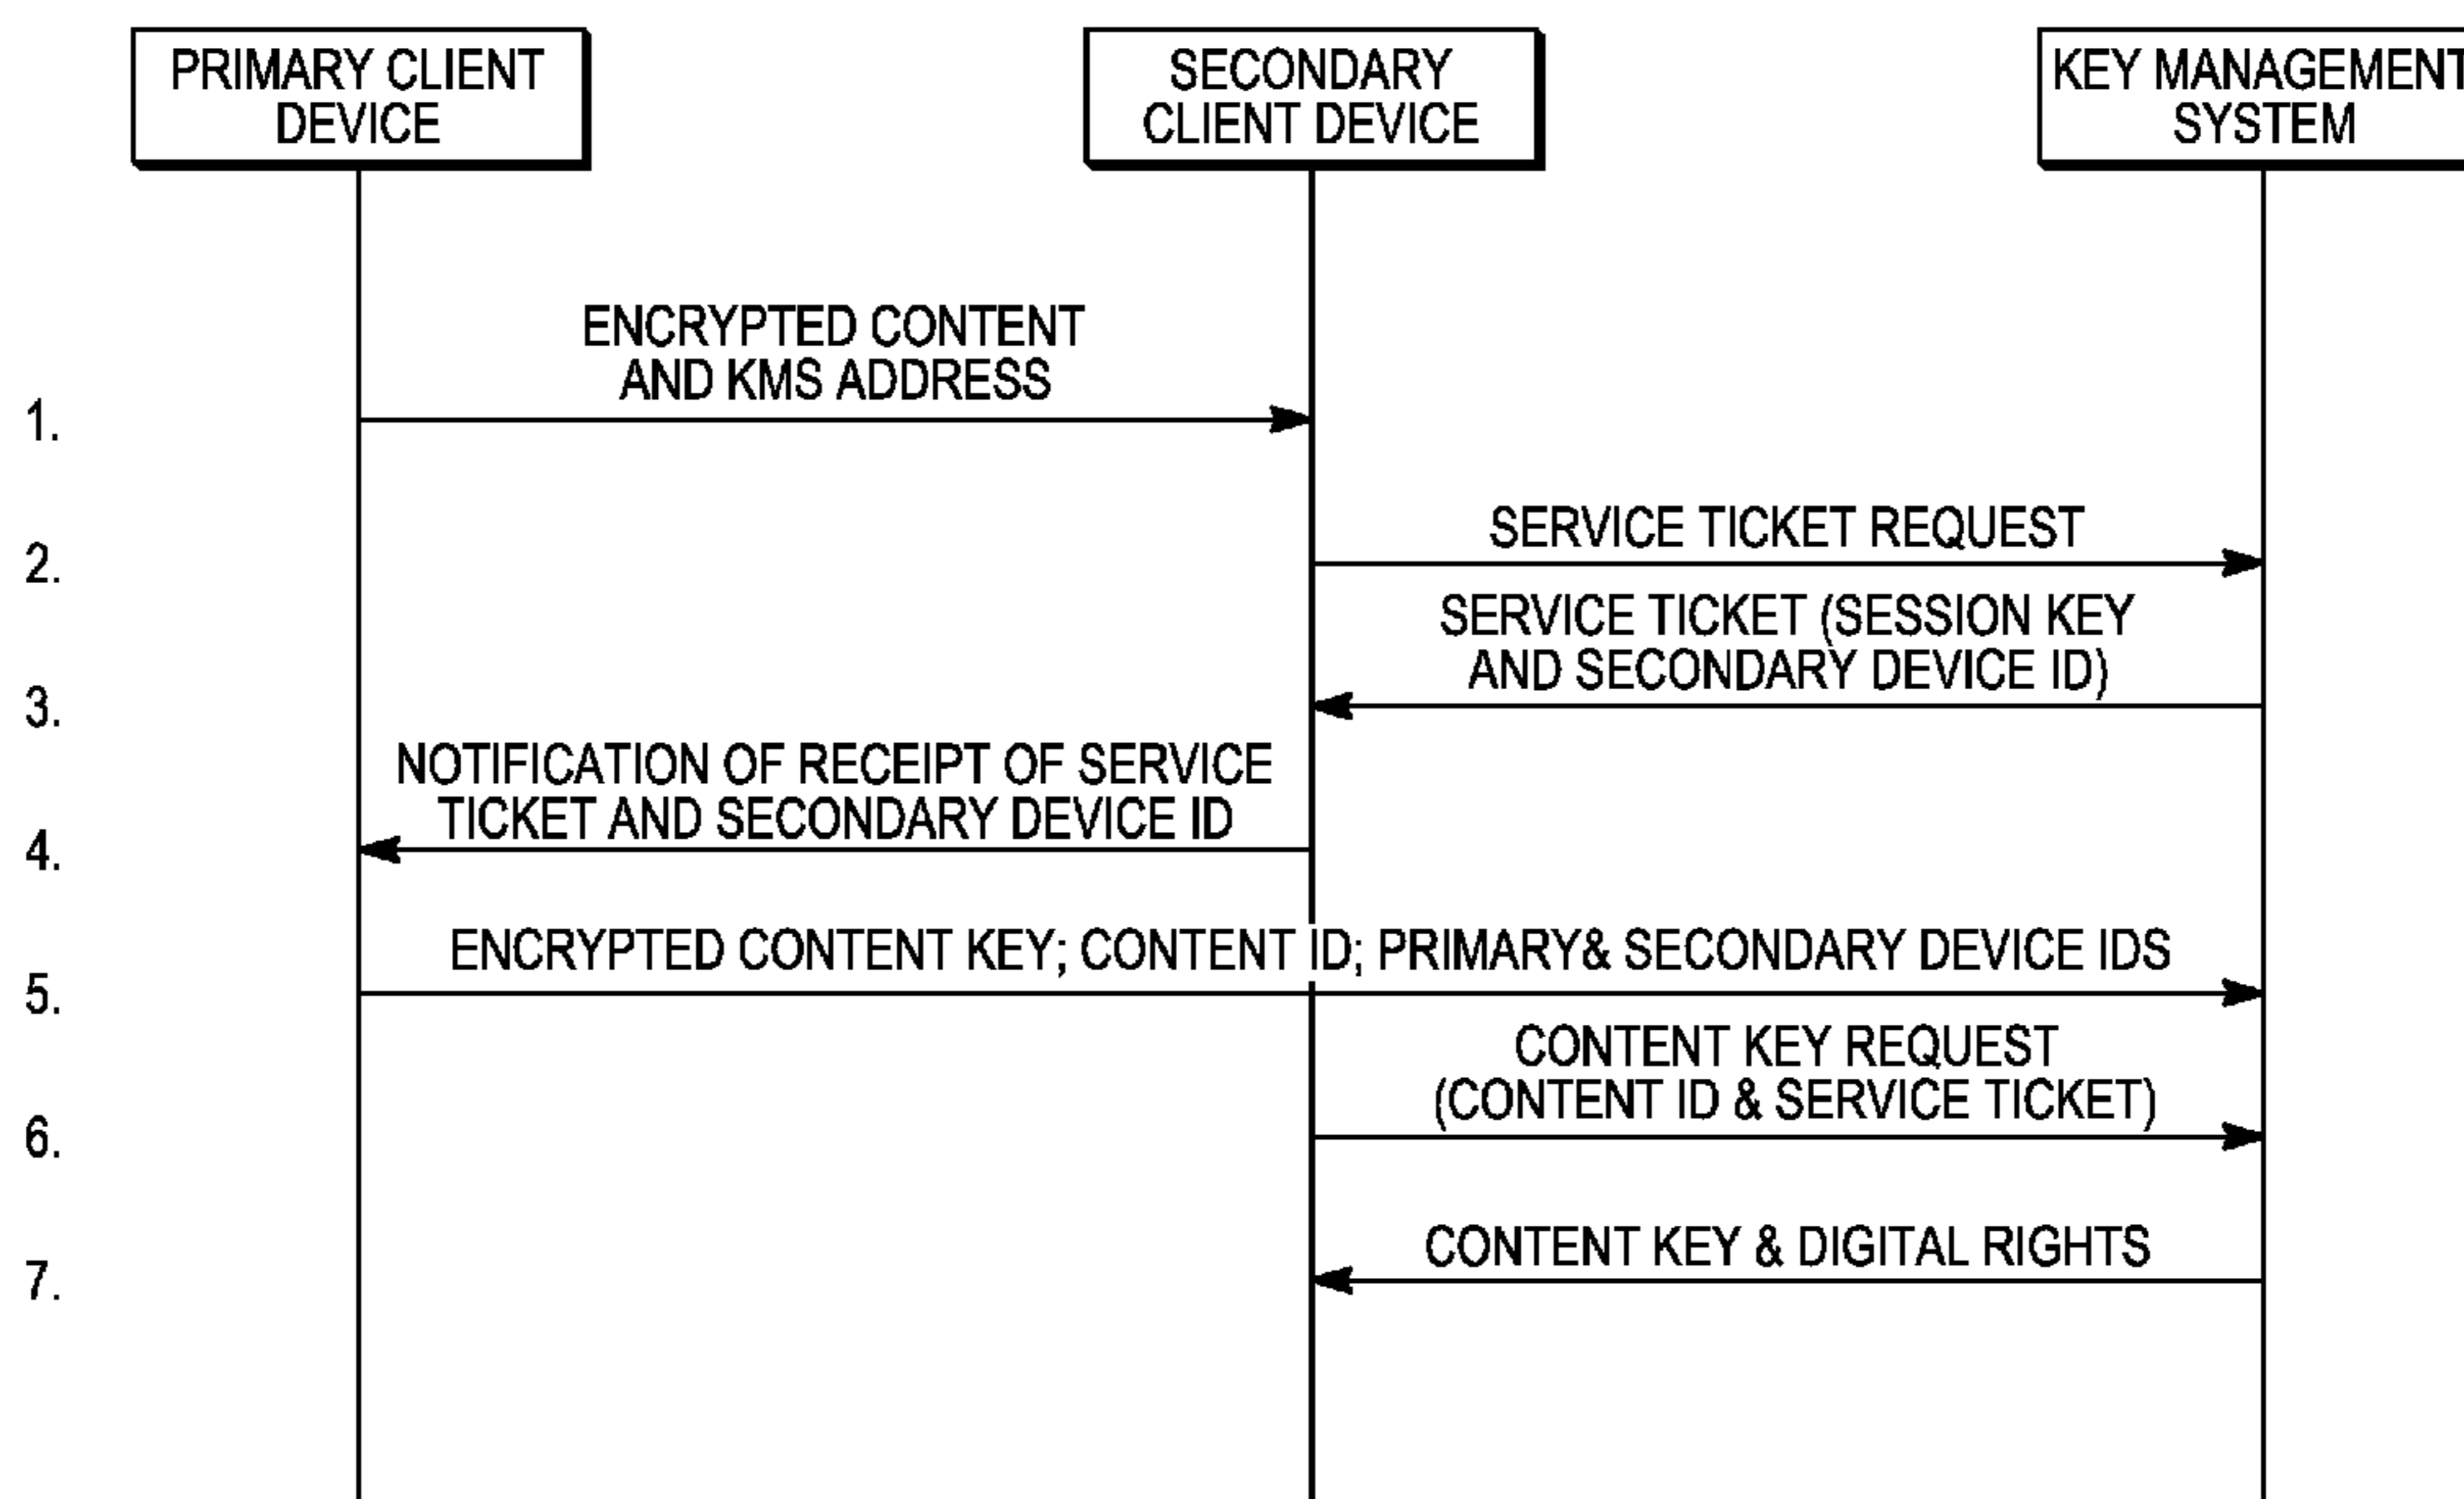 PRIMARY CLIENT
DEVICE
SECONDARY
CLIENT DEVICE
KEY MANAGEMENT
SYSTEM
ENCRYPTED CONTENT
AND KMS ADDRESS
1.
SERVICE TICKET REQUEST
2.
SERVICE TICKET (SESSION KEY
AND SECONDARY DEVICE ID)
3.
NOTIFICATION OF RECEIPT OF SERVICE
TICKET AND SECONDARY DEVICE ID
4.
ENCRYPTED CONTENT KEY; CONTENT ID; PRIMARY& SECONDARY DEVICE IDS
5.
CONTENT KEY REQUEST
(CONTENT ID & SERVICE TICKET)
6.
CONTENT KEY & DIGITAL RIGHTS
7.